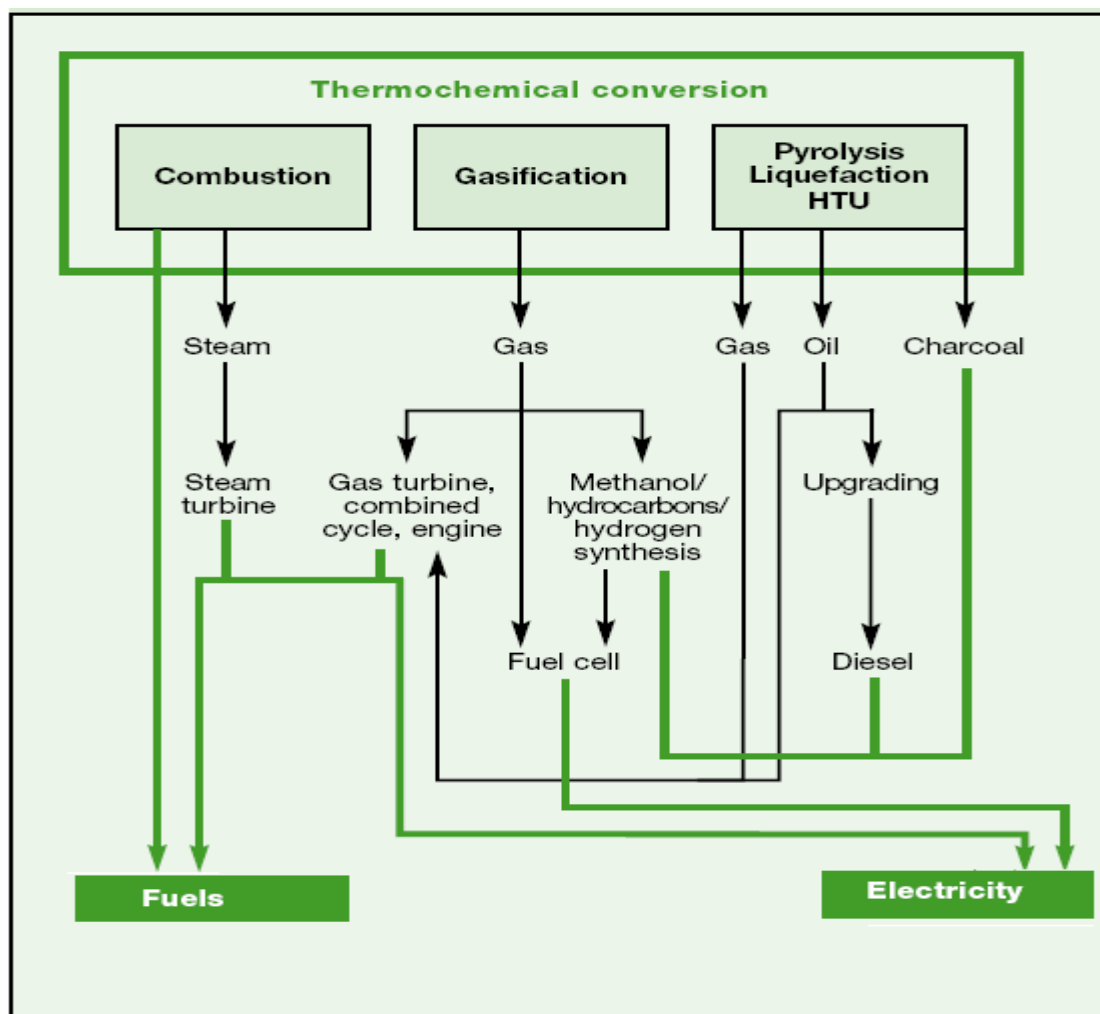 Thermochemical conversion
Combustion
Gasification
Pyrolysis
Liquefaction
HTU
Steam
Gas
Gas
Oil
Charcoal
Steam
turbine
Gas turbine,
combined
cycle, engine
Methanol/
hydrocarbons/
hydrogen
synthesis
Upgrading
Fuel cell
Diesel
Fuels
Electricity